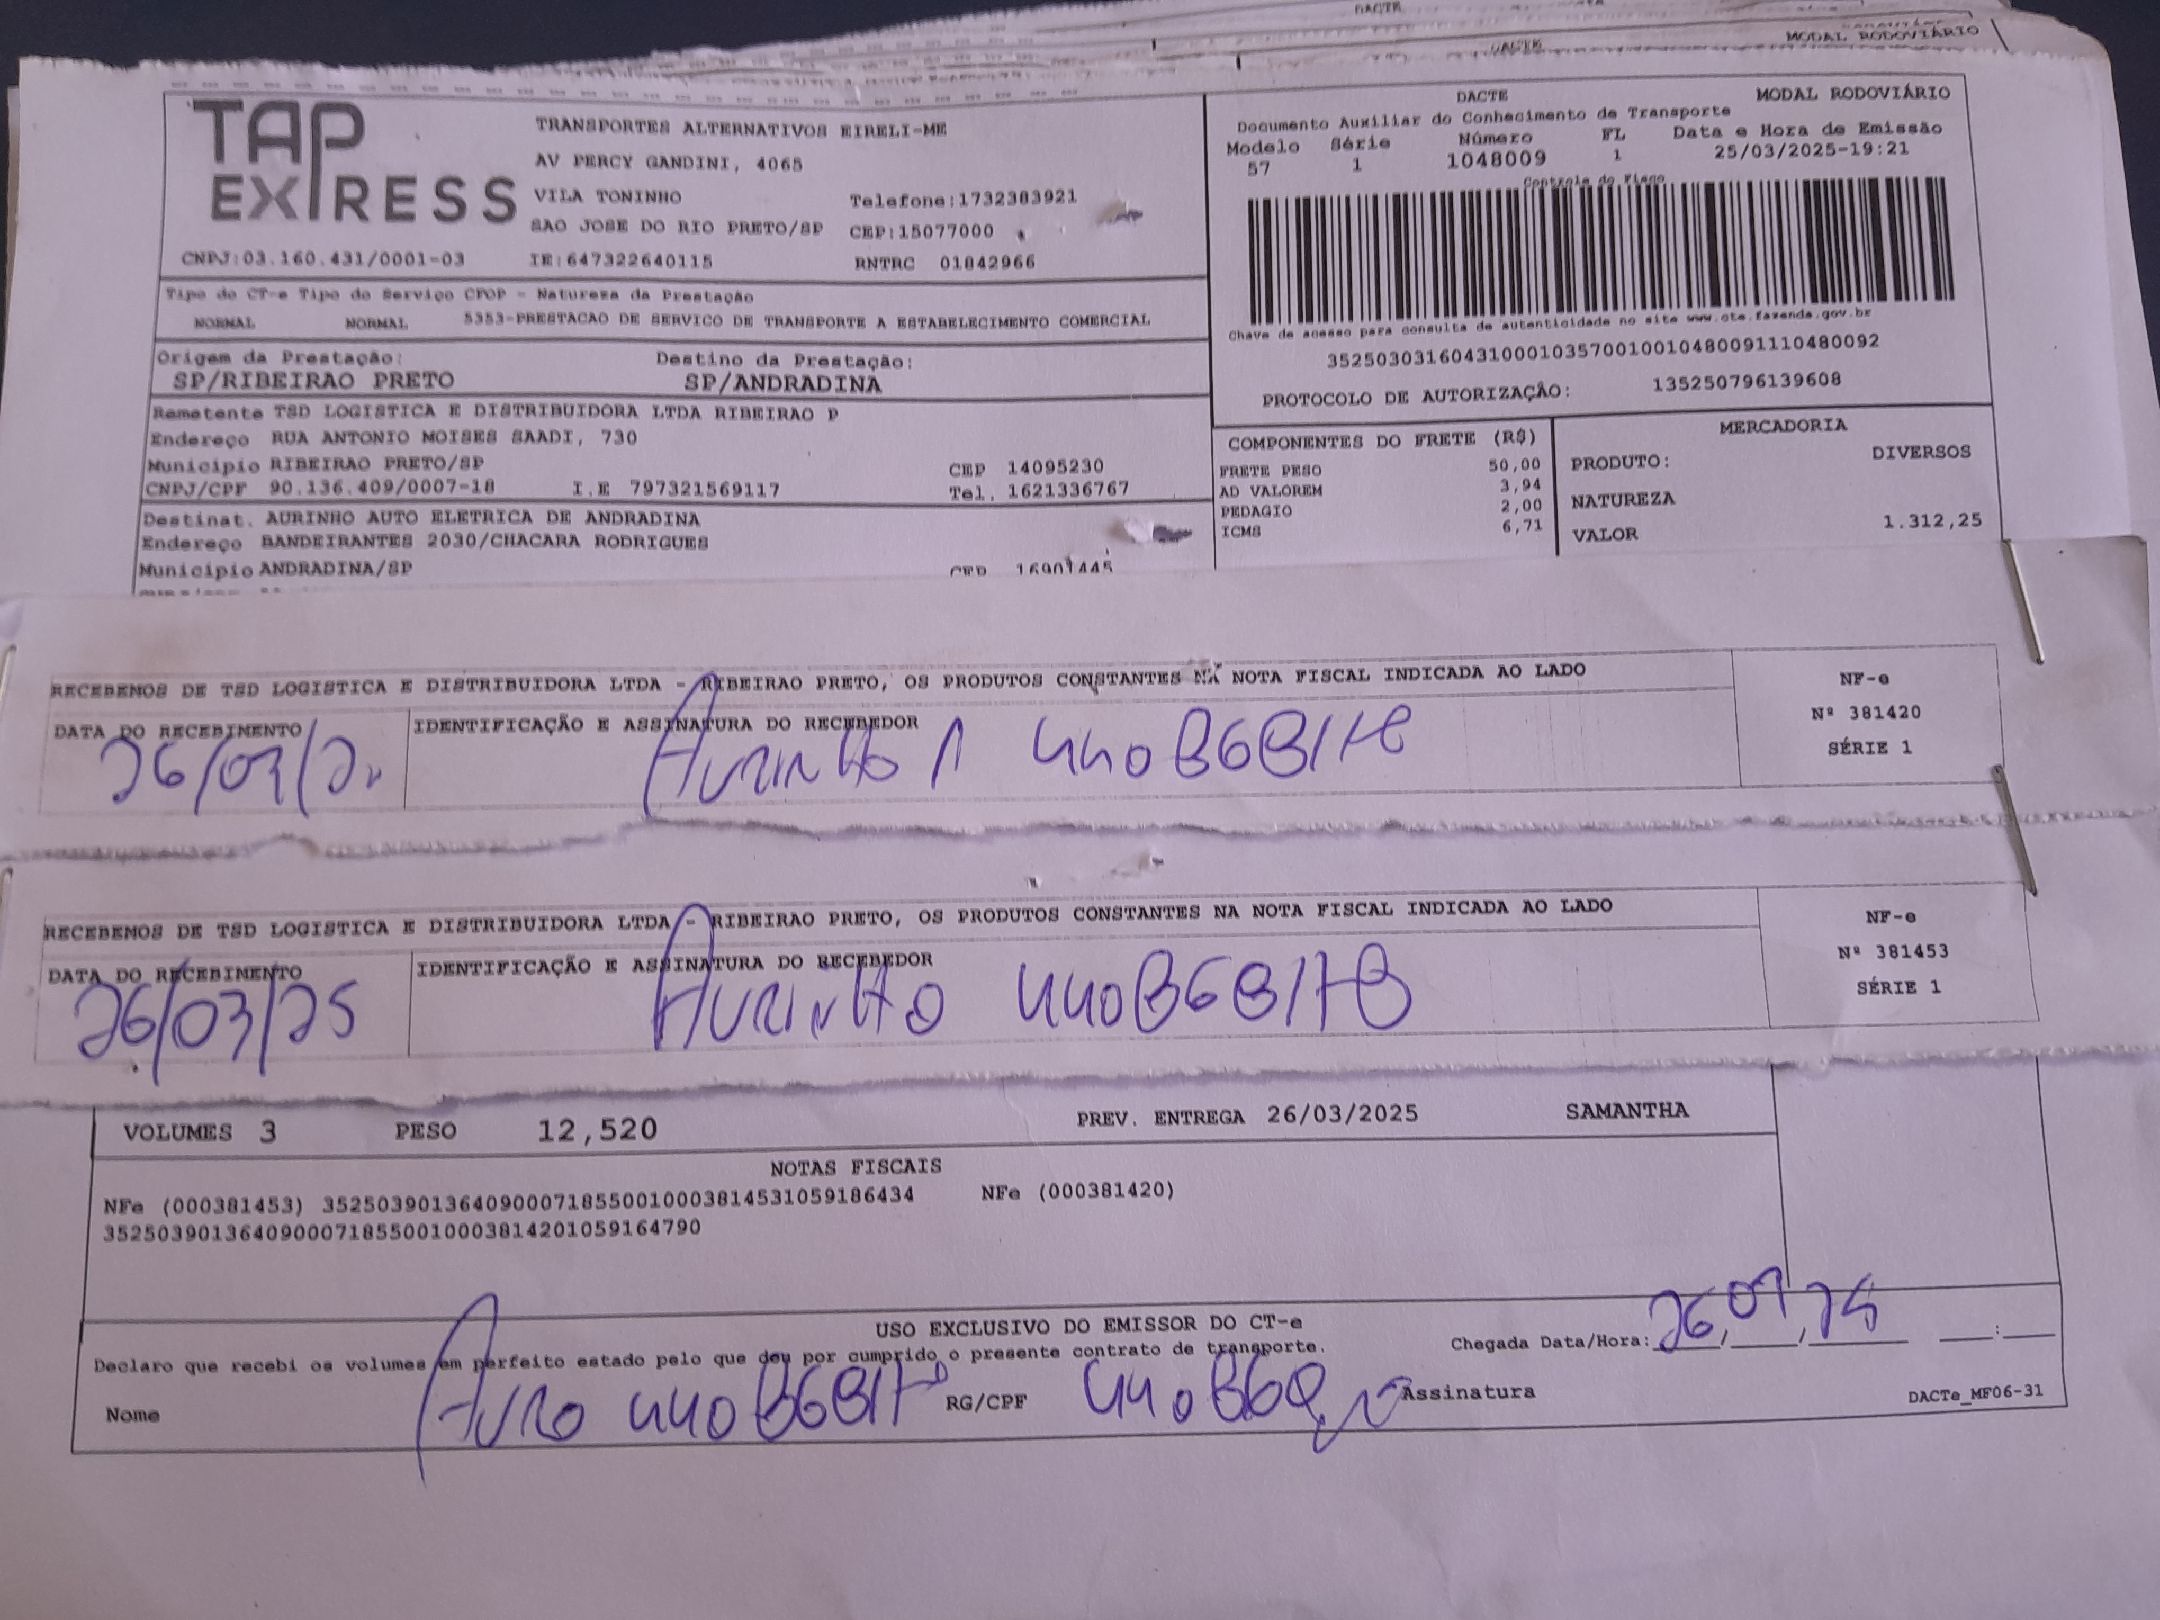 DACTE
DACTE
MODAL RODOVIÁRIO
TAP EXPRESS
TRANSPORTES ALTERNATIVOS EIRELI-ME
AV PERCY GANDINI, 4065
VILA TONINHO Telefone:1732383921
SAO JOSE DO RIO PRETO/SP CEP:15077000
CNPJ:03.160.431/0001-03 IE:647322640115 RNTRC 01842966
DACTE MODAL RODOVIÁRIO
Documento Auxiliar do Conhecimento de Transporte
Modelo Série Número FL Data e Hora de Emissão
57 1 1048009 1 25/03/2025-19:21
Controle do Fisco
Chave de acesso para consulta de autenticidade no site www.cte.fazenda.gov.br
35250303160431000103570010010480091110480092
PROTOCOLO DE AUTORIZAÇÃO: 135250796139608
Tipo do CT-e Tipo do Serviço CFOP - Natureza da Prestação
NORMAL NORMAL 5353-PRESTACAO DE SERVICO DE TRANSPORTE A ESTABELECIMENTO COMERCIAL
Origem da Prestação: Destino da Prestação:
SP/RIBEIRAO PRETO SP/ANDRADINA
Remetente TSD LOGISTICA E DISTRIBUIDORA LTDA RIBEIRAO P
Endereço RUA ANTONIO MOISES SAADI, 730
Município RIBEIRAO PRETO/SP CEP 14095230
CNPJ/CPF 90.136.409/0007-18 I.E 797321569117 Tel. 1621336767
Destinat. AURINHO AUTO ELETRICA DE ANDRADINA
Endereço BANDEIRANTES 2030/CHACARA RODRIGUES
Município ANDRADINA/SP CEP 16901445
COMPONENTES DO FRETE (R$)
FRETE PESO 50,00
AD VALOREM 3,94
PEDAGIO 2,00
ICMS 6,71
MERCADORIA
PRODUTO: DIVERSOS
NATUREZA
VALOR 1.312,25
RECEBEMOS DE TSD LOGISTICA E DISTRIBUIDORA LTDA - RIBEIRAO PRETO, OS PRODUTOS CONSTANTES NA NOTA FISCAL INDICADA AO LADO
DATA DO RECEBIMENTO IDENTIFICAÇÃO E ASSINATURA DO RECEBEDOR
NF-e
Nº 381420
SÉRIE 1
Aurinho
RECEBEMOS DE TSD LOGISTICA E DISTRIBUIDORA LTDA - RIBEIRAO PRETO, OS PRODUTOS CONSTANTES NA NOTA FISCAL INDICADA AO LADO
DATA DO RECEBIMENTO IDENTIFICAÇÃO E ASSINATURA DO RECEBEDOR
NF-e
Nº 381453
SÉRIE 1
26/03/25 Aurinho
VOLUMES 3 PESO 12,520 PREV. ENTREGA 26/03/2025 SAMANTHA
NOTAS FISCAIS
NFe (000381453) 35250390136409000718550010003814531059186434 NFe (000381420)
35250390136409000718550010003814201059164790
USO EXCLUSIVO DO EMISSOR DO CT-e
Declaro que recebi os volumes em perfeito estado pelo que dou por cumprido o presente contrato de transporte. Chegada Data/Hora:
Nome RG/CPF Assinatura DACTe_MF06-31